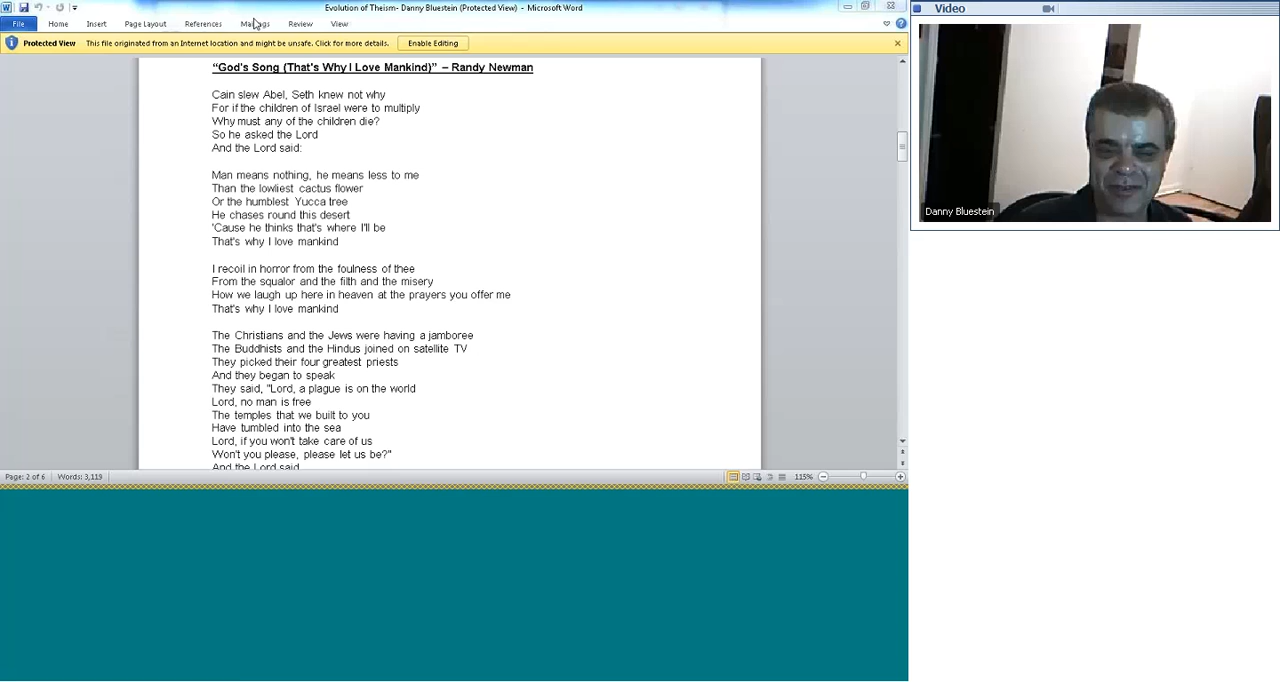 Evolution of Theism- Danny Bluestein (Protected View) - Microsoft Word
File Home Insert Page Layout References Mailings Review View
Protected View This file originated from an Internet location and might be unsafe. Click for more details. Enable Editing
“God's Song (That's Why I Love Mankind)” – Randy Newman
Cain slew Abel, Seth knew not why
For if the children of Israel were to multiply
Why must any of the children die?
So he asked the Lord
And the Lord said:
Man means nothing, he means less to me
Than the lowliest cactus flower
Or the humblest Yucca tree
He chases round this desert
'Cause he thinks that's where I'll be
That's why I love mankind
I recoil in horror from the foulness of thee
From the squalor and the filth and the misery
How we laugh up here in heaven at the prayers you offer me
That's why I love mankind
The Christians and the Jews were having a jamboree
The Buddhists and the Hindus joined on satellite TV
They picked their four greatest priests
And they began to speak
They said, "Lord, a plague is on the world
Lord, no man is free
The temples that we built to you
Have tumbled into the sea
Lord, if you won't take care of us
Won't you please, please let us be?"
And the Lord said
Page: 2 of 6 Words: 3,119 115%
Video
Danny Bluestein